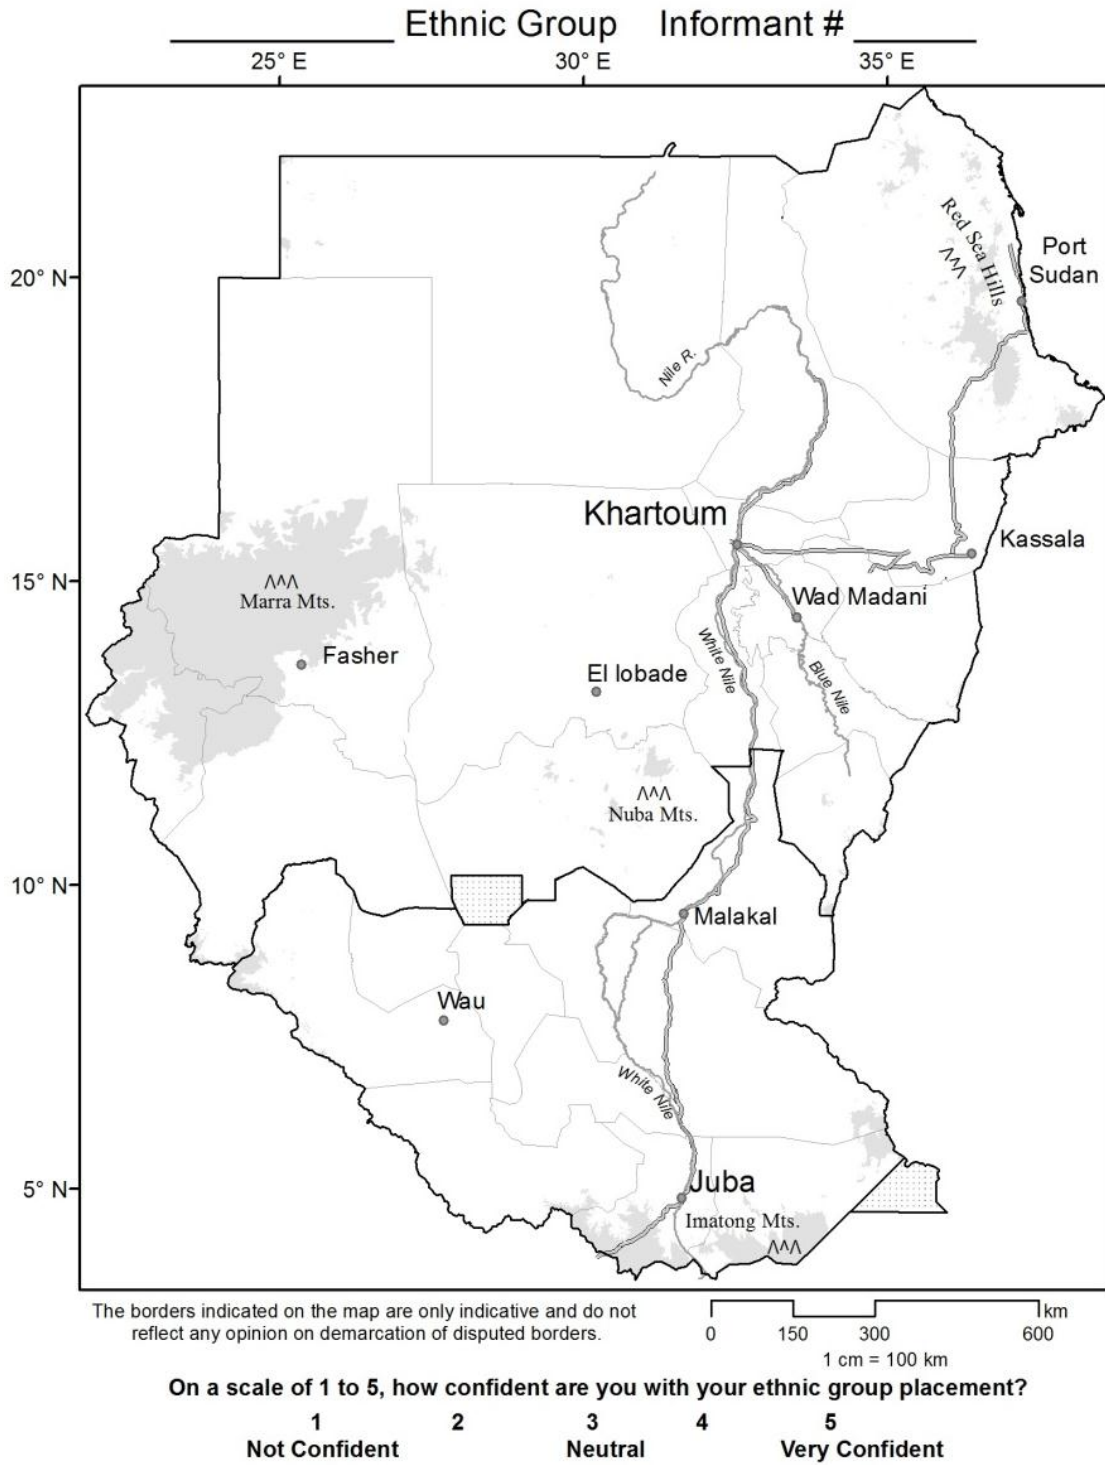 Ethnic Group Informant #
25° E 30° E 35° E
Red Sea Hills
Port
Sudan
20° N
Nile R.
Khartoum
Kassala
15° N
Marra Mts.
Wad Madani
Fasher
White Nile
El lobade
Blue Nile
Nuba Mts.
10° N
Malakal
Wau
White Nile
5° N
Juba
Imatong Mts.
The borders indicated on the map are only indicative and do not
reflect any opinion on demarcation of disputed borders.
km
0 150 300 600
1 cm = 100 km
On a scale of 1 to 5, how confident are you with your ethnic group placement?
1 2 3 4 5
Not Confident Neutral Very Confident